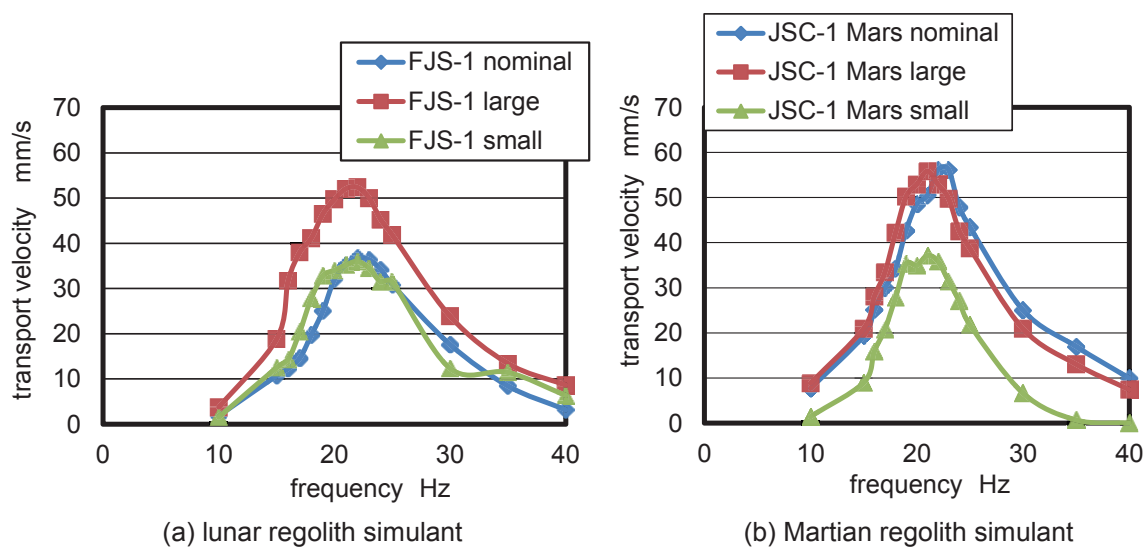 FJS-1 nominal
FJS-1 large
FJS-1 small
70
60
50
40
30
20
10
0
transport velocity mm/s
0 10 20 30 40
frequency Hz
(a) lunar regolith simulant
JSC-1 Mars nominal
JSC-1 Mars large
JSC-1 Mars small
70
60
50
40
30
20
10
0
transport velocity mm/s
0 10 20 30 40
frequency Hz
(b) Martian regolith simulant